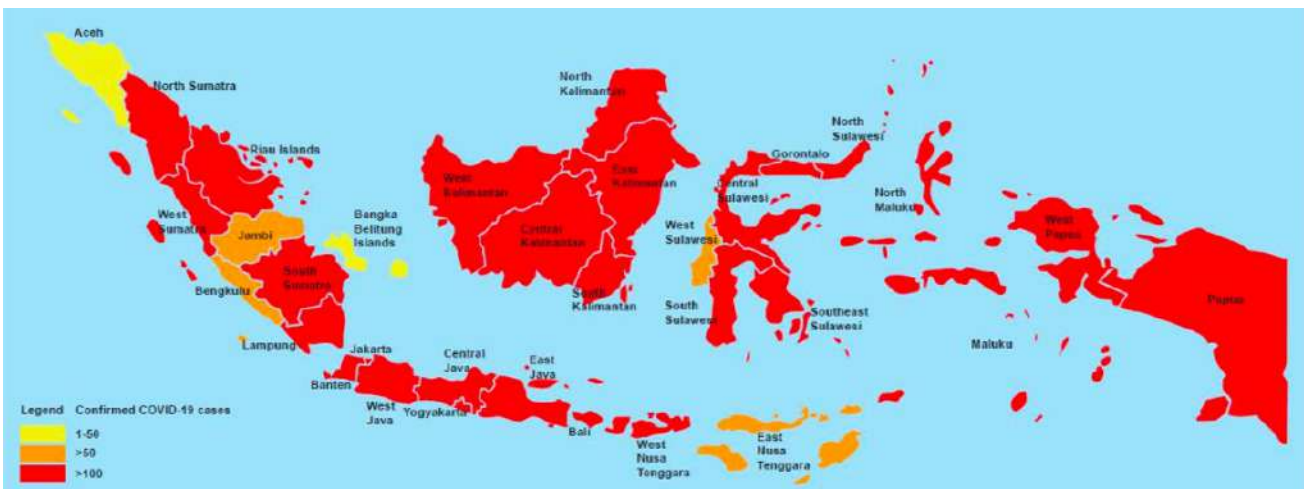 Aceh
North Sumatra
Riau Islands
West
Sumatra
Jambi
Bangka
Belitung
Islands
Bengkulu
South
Sumatra
Lampung
North
Kalimantan
West
Kalimantan
East
Kalimantan
Central
Kalimantan
South
Kalimantan
North
Sulawesi
Gorontalo
Central
Sulawesi
West
Sulawesi
South
Sulawesi
Southeast
Sulawesi
North
Maluku
West
Papua
Papua
Maluku
Jakarta
Banten
Central
Java
East
Java
West
Java
Yogyakarta
Bali
West
Nusa
Tenggara
East
Nusa
Tenggara
Legend Confirmed COVID-19 cases
1-50
>50
>100